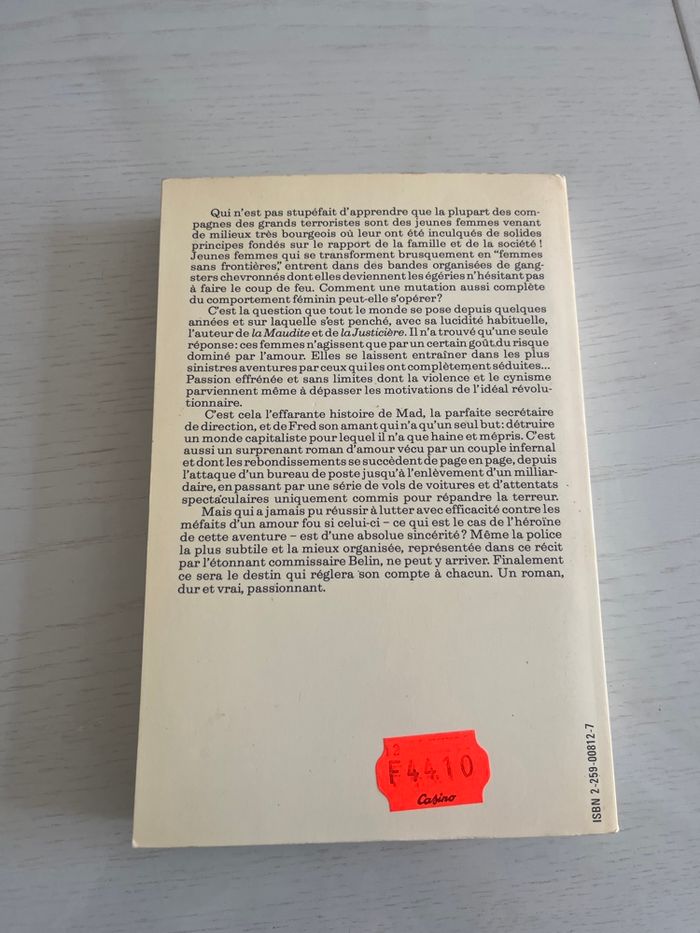 Qui n'est pas stupéfait d'apprendre que la plupart des com-
pagnes des grands terroristes sont des jeunes femmes venant
de milieux très bourgeois où leur ont été inculqués de solides
principes fondés sur le rapport de la famille et de la société !
Jeunes femmes qui se transforment brusquement en "femmes
sans frontières," entrent dans des bandes organisées de gang-
sters chevronnés dont elles deviennent les égéries n'hésitant pas
à faire le coup de feu. Comment une mutation aussi complète
du comportement féminin peut-elle s'opérer?
C'est la question que tout le monde se pose depuis quelques
années et sur laquelle s'est penché, avec sa lucidité habituelle,
l'auteur de la Maudite et de la Justicière. Il n'a trouvé qu'une seule
réponse: ces femmes n'agissent que par un certain goût du risque
dominé par l'amour. Elles se laissent entraîner dans les plus
sinistres aventures par ceux qui les ont complètement séduites...
Passion effrénée et sans limites dont la violence et le cynisme
parviennent même à dépasser les motivations de l'idéal révolu-
tionnaire.
C'est cela l'effarante histoire de Mad, la parfaite secrétaire
de direction, et de Fred son amant qui n'a qu'un seul but: détruire
un monde capitaliste pour lequel il n'a que haine et mépris. C'est
aussi un surprenant roman d'amour vécu par un couple infernal
et dont les rebondissements se succèdent de page en page, depuis
l'attaque d'un bureau de poste jusqu'à l'enlèvement d'un milliar-
daire, en passant par une série de vols de voitures et d'attentats
spectaculaires uniquement commis pour répandre la terreur.
Mais qui a jamais pu réussir à lutter avec efficacité contre les
méfaits d'un amour fou si celui-ci – ce qui est le cas de l'héroïne
de cette aventure – est d'une absolue sincérité? Même la police
la plus subtile et la mieux organisée, représentée dans ce récit
par l'étonnant commissaire Belin, ne peut y arriver. Finalement
ce sera le destin qui réglera son compte à chacun. Un roman,
dur et vrai, passionnant.
12
F44.10
Casino
ISBN 2-259-00812-7